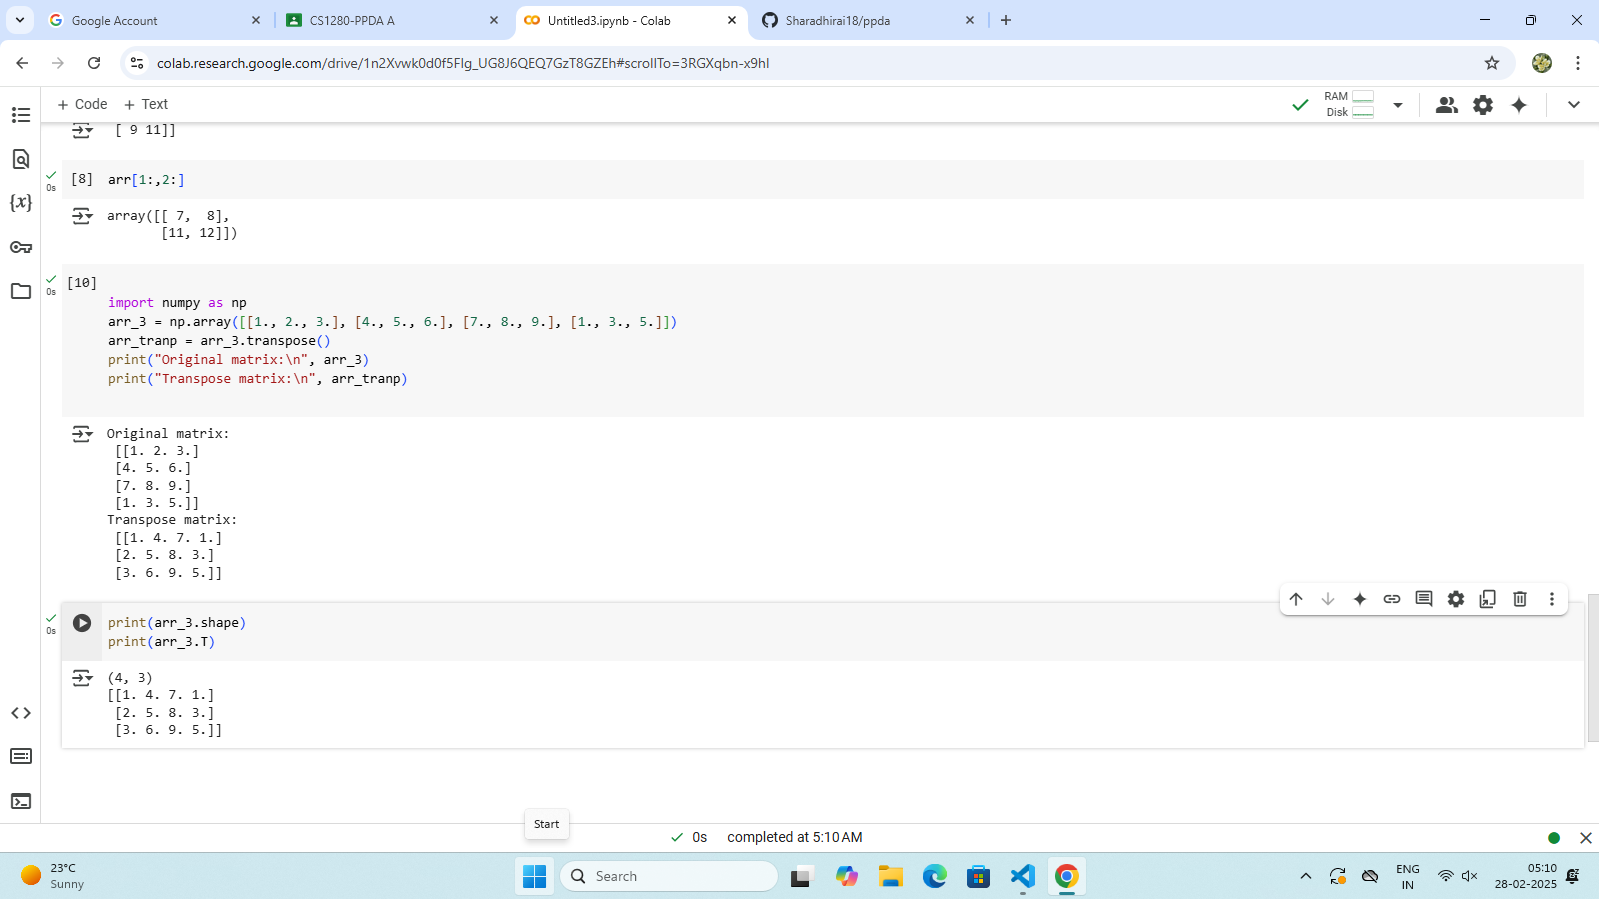 Google Account
CS1280-PPDA A
Untitled3.ipynb - Colab
Sharadhirai18/ppda
colab.research.google.com/drive/1n2Xvwk0d0f5FIg_UG8J6QEQ7GzT8GZEh#scrollTo=3RGXqbn-x9hI
+ Code + Text
RAM
Disk
[ 9 11]]
0s
[8] arr[1:,2:]
array([[ 7,  8],
       [11, 12]])
0s
[10]
import numpy as np
arr_3 = np.array([[1., 2., 3.], [4., 5., 6.], [7., 8., 9.], [1., 3., 5.]])
arr_tranp = arr_3.transpose()
print("Original matrix:\n", arr_3)
print("Transpose matrix:\n", arr_tranp)
Original matrix:
 [[1. 2. 3.]
 [4. 5. 6.]
 [7. 8. 9.]
 [1. 3. 5.]]
Transpose matrix:
 [[1. 4. 7. 1.]
 [2. 5. 8. 3.]
 [3. 6. 9. 5.]]
0s
print(arr_3.shape)
print(arr_3.T)
(4, 3)
[[1. 4. 7. 1.]
 [2. 5. 8. 3.]
 [3. 6. 9. 5.]]
Start
0s completed at 5:10 AM
23°C
Sunny
Search
ENG
IN
05:10
28-02-2025